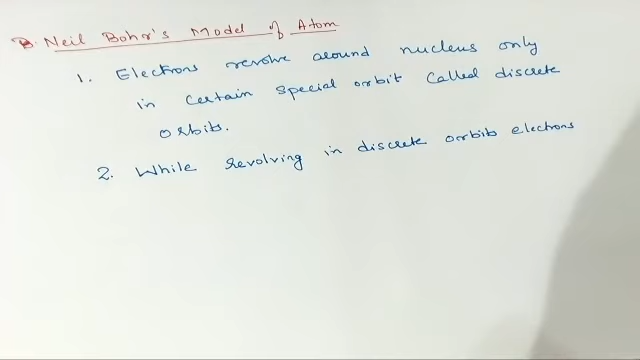 B. Neil Bohr's Model of Atom
1. Electrons revolve around nucleus only
in certain special orbit called discrete
orbits.
2. While revolving in discrete orbits electrons